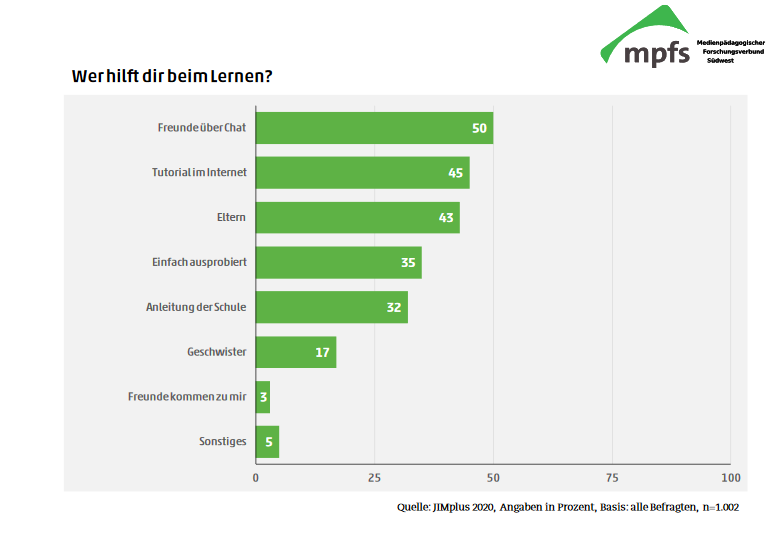 mpfs
Medienpädagogischer
Forschungsverbund
Südwest
Wer hilft dir beim Lernen?
Freunde über Chat 50
Tutorial im Internet 45
Eltern 43
Einfach ausprobiert 35
Anleitung der Schule 32
Geschwister 17
Freunde kommen zu mir 3
Sonstiges 5
0 25 50 75 100
Quelle: JIMplus 2020, Angaben in Prozent, Basis: alle Befragten, n=1.002